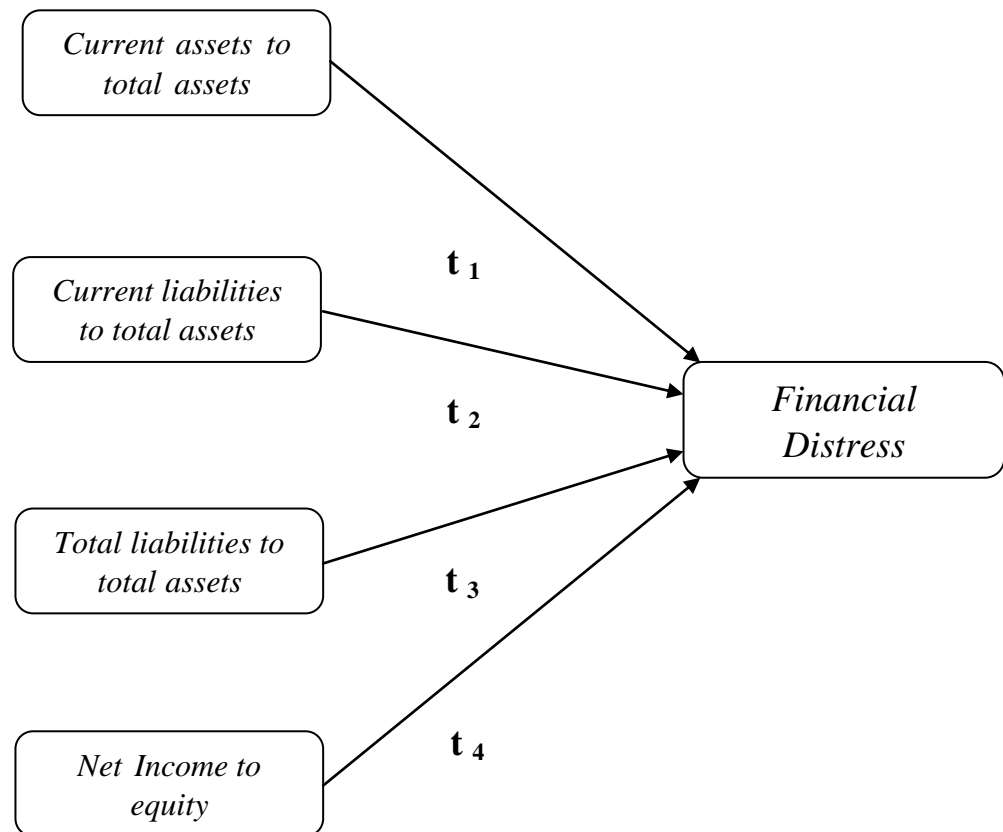 Current assets to
total assets
t 1
Current liabilities
to total assets
Financial
Distress
t 2
Total liabilities to
total assets
t 3
Net Income to
equity
t 4